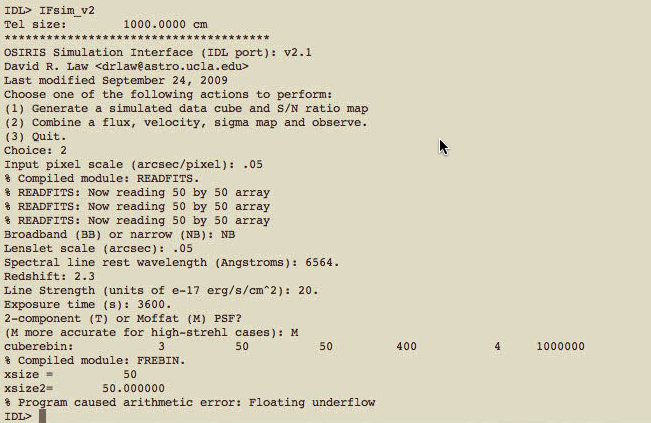 IDL> IFsim_v2
Tel size: 1000.0000 cm
**************************************
OSIRIS Simulation Interface (IDL port): v2.1
David R. Law <drlaw@astro.ucla.edu>
Last modified September 24, 2009
Choose one of the following actions to perform:
(1) Generate a simulated data cube and S/N ratio map
(2) Combine a flux, velocity, sigma map and observe.
(3) Quit.
Choice: 2
Input pixel scale (arcsec/pixel): .05
% Compiled module: READFITS.
% READFITS: Now reading 50 by 50 array
% READFITS: Now reading 50 by 50 array
% READFITS: Now reading 50 by 50 array
Broadband (BB) or narrow (NB): NB
Lenslet scale (arcsec): .05
Spectral line rest wavelength (Angstroms): 6564.
Redshift: 2.3
Line Strength (units of e-17 erg/s/cm^2): 20.
Exposure time (s): 3600.
2-component (T) or Moffat (M) PSF?
(M more accurate for high-strehl cases): M
cuberebin: 3 50 50 400 4 1000000
% Compiled module: FREBIN.
xsize = 50
xsize2= 50.000000
% Program caused arithmetic error: Floating underflow
IDL>